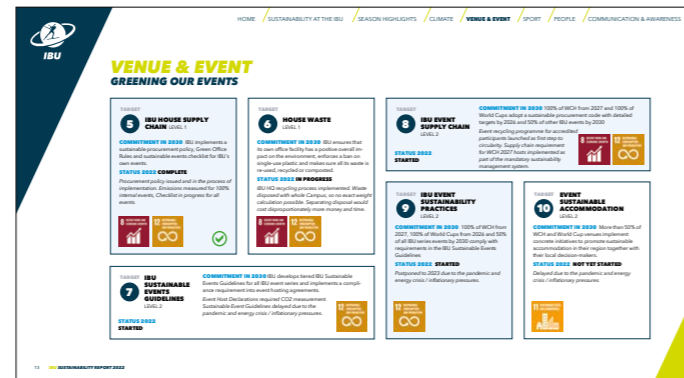 IBU
HOME SUSTAINABILITY AT THE IBU SEASON HIGHLIGHTS CLIMATE VENUE & EVENT SPORT PEOPLE COMMUNICATION & AWARENESS
VENUE & EVENT
GREENING OUR EVENTS
TARGET
5 IBU HOUSE SUPPLY
CHAIN LEVEL 1
COMMITMENT IN 2030 IBU implements a
sustainable procurement policy, Green Office
Rules and sustainable events checklist for IBU's
own events.
STATUS 2022 COMPLETE
Procurement policy issued and in the process of
implementation. Emissions measured for 100%
internal events, Checklist in progress for all
events.
TARGET
6 HOUSE WASTE
LEVEL 1
COMMITMENT IN 2030 IBU ensures that
its own office facility has a positive overall im-
pact on the environment, enforces a ban on
single-use plastic and makes sure all its waste is
re-used, recycled or composted.
STATUS 2022 IN PROGRESS
IBU HQ recycling process implemented. Waste
disposed with whole Campus, so no exact weight
calculation possible. Separating disposal would
cost disproportionately more money and time.
TARGET
7 IBU
SUSTAINABLE
EVENTS
GUIDELINES
LEVEL 2
STATUS 2022
STARTED
COMMITMENT IN 2030 IBU develops tiered IBU Sustainable
Events Guidelines for all IBU event series and implements a compli-
ance requirement into event hosting agreements.
Event Host Declarations required CO2 measurement
Sustainable Event Guidelines delayed due to the
pandemic and energy crisis / inflationary pressures.
TARGET
8 IBU EVENT
SUPPLY CHAIN
LEVEL 2
STATUS 2022
STARTED
COMMITMENT IN 2030 100% of WCH from 2027 and 100% of
World Cups adopt a sustainable procurement code with detailed
targets by 2026 and 50% of other IBU events by 2030
Event recycling programme for accredited
participants launched as first step to
circularity. Supply chain requirement
for WCH 2027 hosts implemented as
part of the mandatory sustainability
management system.
TARGET
9 IBU EVENT
SUSTAINABILITY
PRACTICES
LEVEL 2
COMMITMENT IN 2030 100% of WCH from
2027, 100% of World Cups from 2026 and 50%
of all IBU series events by 2030 comply with
requirements in the IBU Sustainable Events
Guidelines
STATUS 2022 STARTED
Postponed to 2023 due to the pandemic and
energy crisis / inflationary pressures.
TARGET
10 EVENT
SUSTAINABLE
ACCOMMODATION
LEVEL 2
COMMITMENT IN 2030 More than 50% of
WCH and World Cup venues implement
concrete initiatives to promote sustainable
accommodation in their region together with
their local decision-makers.
STATUS 2022 NOT YET STARTED
Delayed due to the pandemic and energy
crisis / inflationary pressures.
13 IBU SUSTAINABILITY REPORT 2022